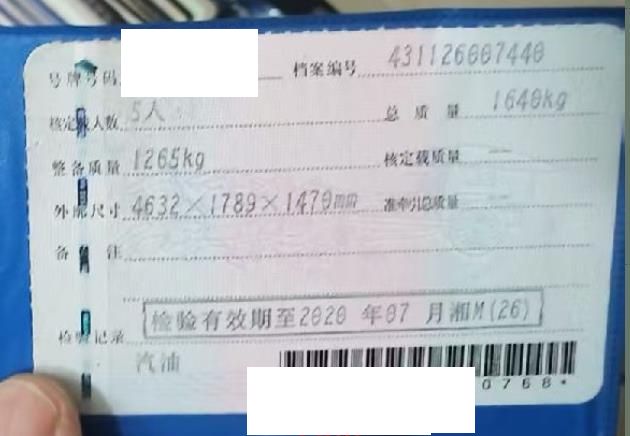 号牌号码 档案编号 431126007440
核定载人数 5人 总质量 1640kg
整备质量 1265kg 核定载质量 --
外廓尺寸 4632×1789×1470mm 准牵引总质量 --
备注
检验有效期至2020年07月湘M(26)
检验记录
汽油
0768*